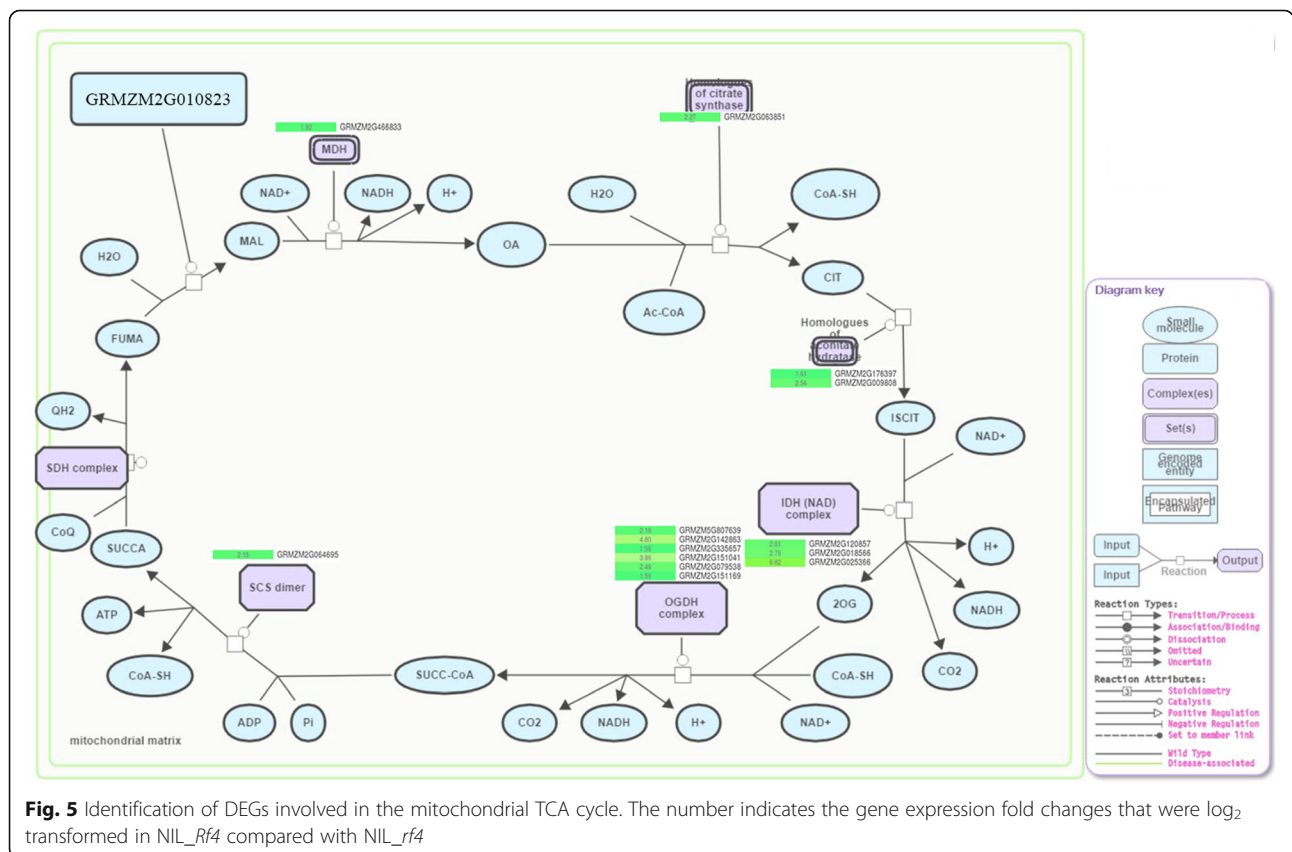 GRMZM2G010823
GRMZM2G466833
MDH
Homologues
of citrate
synthase
2.27 GRMZM2G063851
NAD+
NADH
H+
H2O
CoA-SH
MAL
OA
H2O
CIT
Ac-CoA
Homologues
of
aconitate
hydratase
FUMA
1.91 GRMZM2G176397
2.54 GRMZM2G009808
QH2
ISCIT
NAD+
SDH complex
IDH (NAD)
complex
CoQ
SUCCA
2.15 GRMZM2G064695
SCS dimer
2.16 GRMZM5G807639
4.80 GRMZM2G142863
1.56 GRMZM2G335657
3.86 GRMZM2G151041
2.49 GRMZM2G079538
1.59 GRMZM2G151169
OGDH
complex
2.61 GRMZM2G120857
2.79 GRMZM2G018566
6.62 GRMZM2G025366
H+
2OG
NADH
ATP
CoA-SH
SUCC-CoA
CoA-SH
CO2
ADP
Pi
CO2
NADH
H+
NAD+
mitochondrial matrix
Diagram key
Small
molecule
Protein
Complex(es)
Set(s)
Genome
encoded
entity
Encapsulated
Pathway
Input
Input
Reaction
Output
Reaction Types:
Transition/Process
Association/Binding
Dissociation
\\ Omitted
? Uncertain
Reaction Attributes:
3 Stoichiometry
Catalysis
Positive Regulation
Negative Regulation
Set to member link
Wild Type
Disease-associated
Fig. 5 Identification of DEGs involved in the mitochondrial TCA cycle. The number indicates the gene expression fold changes that were log2
transformed in NIL_Rf4 compared with NIL_rf4